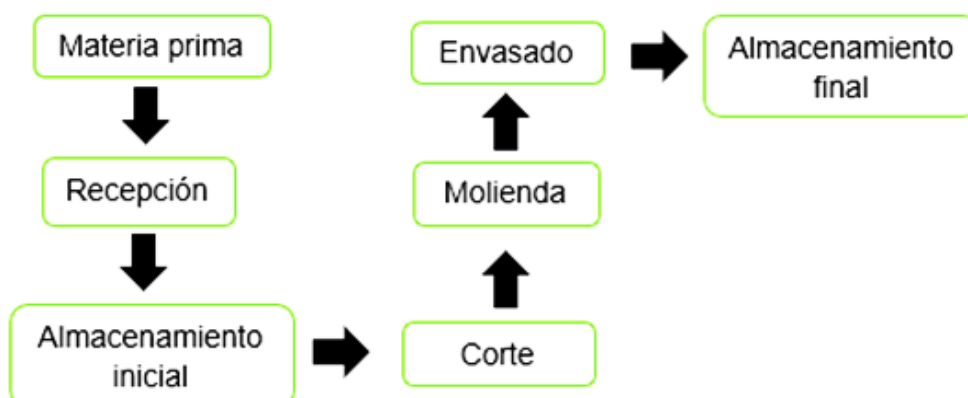 Materia prima
Recepción
Almacenamiento
inicial
Corte
Molienda
Envasado
Almacenamiento
final